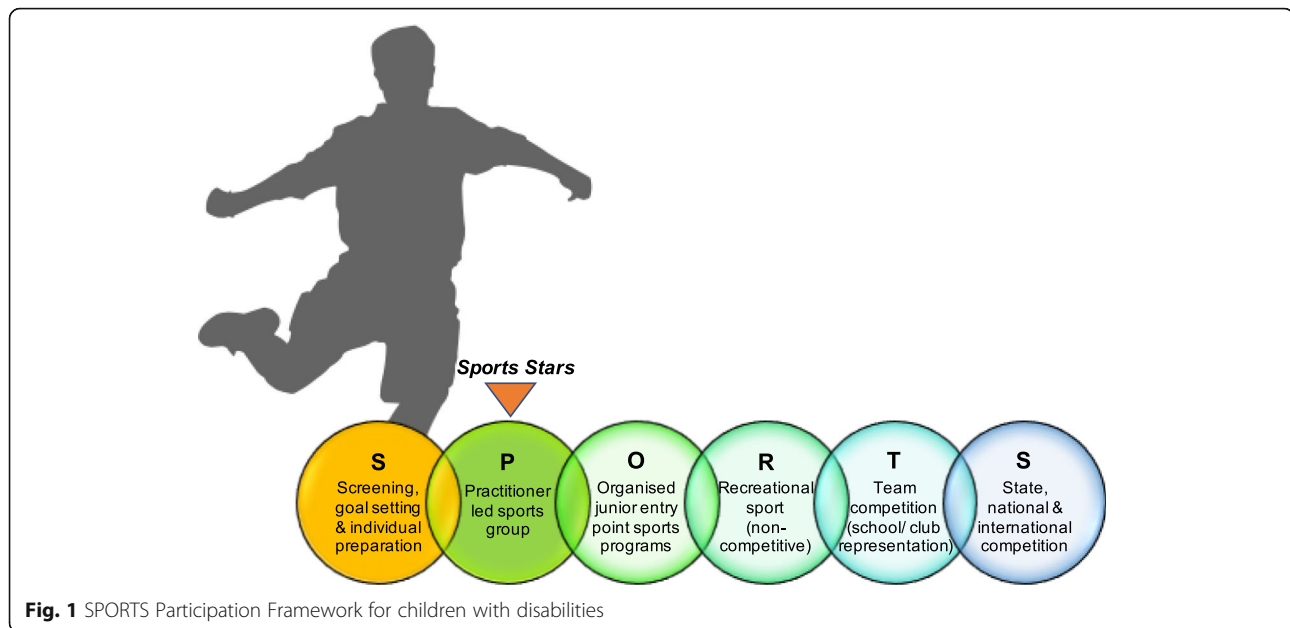 Sports Stars
S
Screening,
goal setting
& individual
preparation
P
Practitioner
led sports
group
O
Organised
junior entry
point sports
programs
R
Recreational
sport
(non-
competitive)
T
Team
competition
(school/ club
representation)
S
State,
national &
international
competition
Fig. 1 SPORTS Participation Framework for children with disabilities